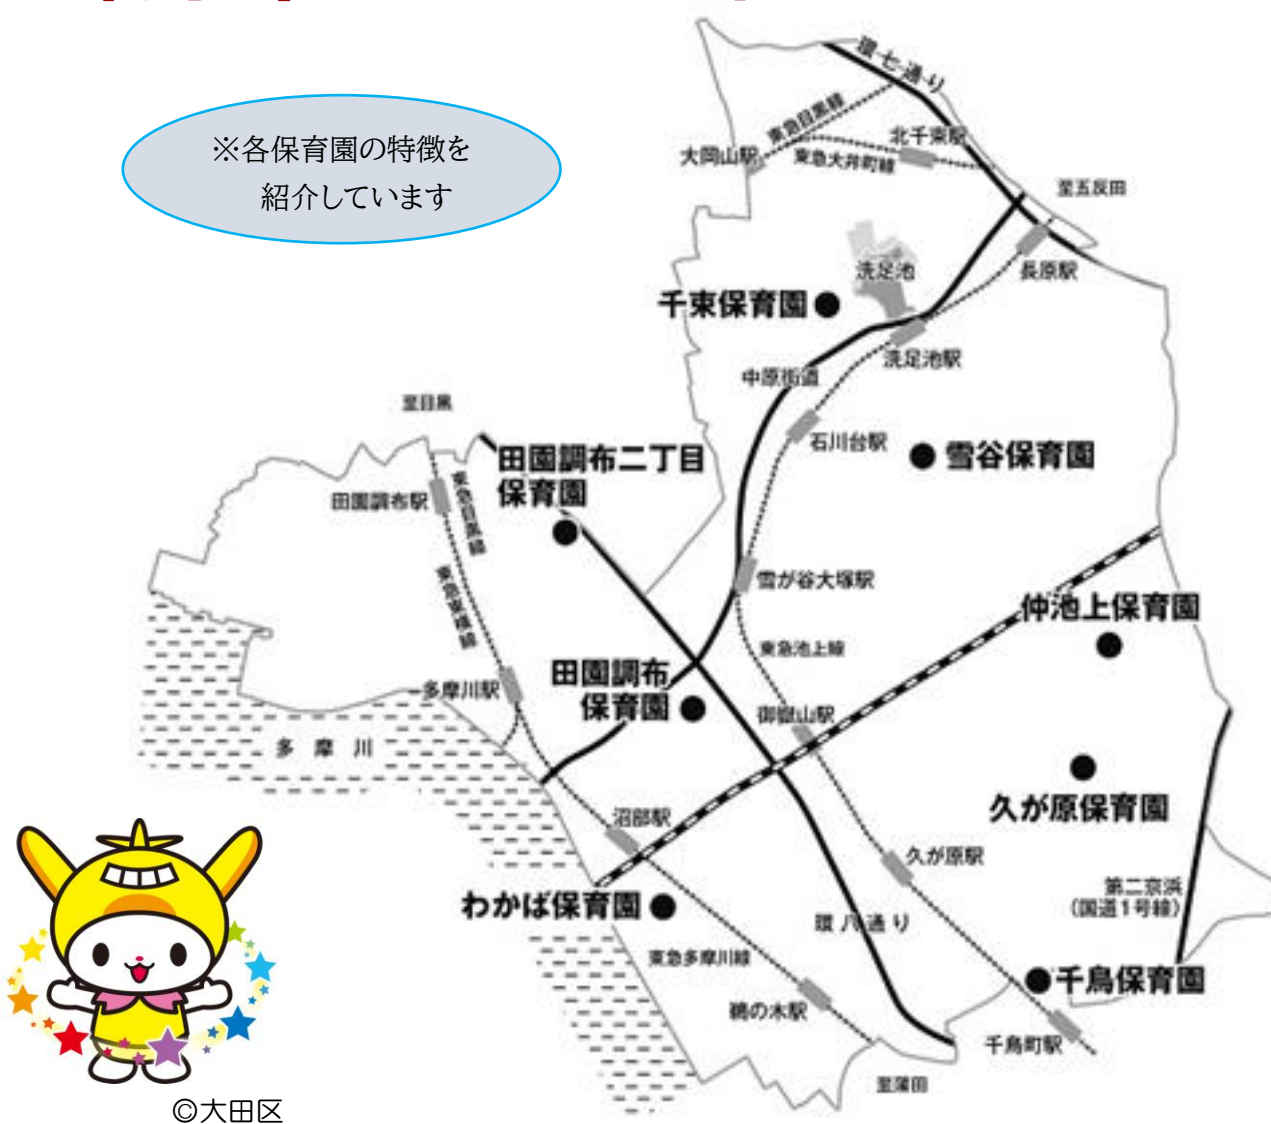 ※各保育園の特徴を
紹介しています
環七通り
東急目黒線
北千束駅
大岡山駅
東急大井町線
至五反田
洗足池
長原駅
千束保育園
洗足池駅
中原街道
至目黒
石川台駅
田園調布二丁目
保育園
雪谷保育園
田園調布駅
東急目黒線
雪が谷大塚駅
東急東横線
仲池上保育園
東急池上線
田園調布
保育園
多摩川駅
御嶽山駅
多摩川
久が原保育園
沼部駅
久が原駅
第二京浜
(国道1号線)
わかば保育園
環八通り
東急多摩川線
千鳥保育園
鵜の木駅
千鳥町駅
至蒲田
©大田区